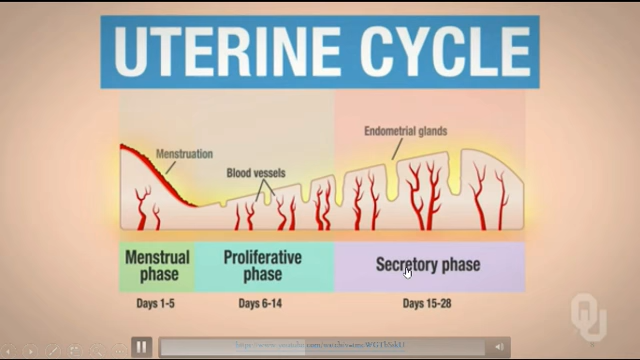 UTERINE CYCLE
Endometrial glands
Menstruation
Blood vessels
Menstrual
phase
Proliferative
phase
Secretory phase
Days 1-5
Days 6-14
Days 15-28
OU